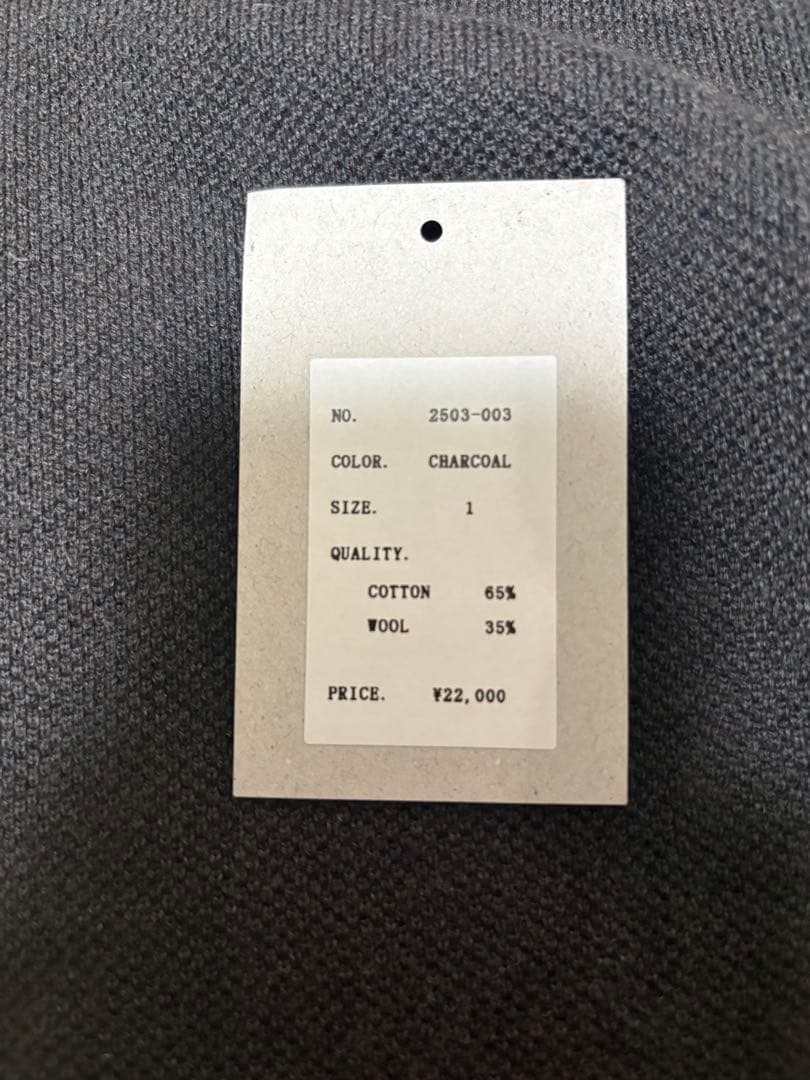 NO. 2503-003
COLOR. CHARCOAL
SIZE. 1
QUALITY.
COTTON 65%
WOOL 35%
PRICE. ¥22,000